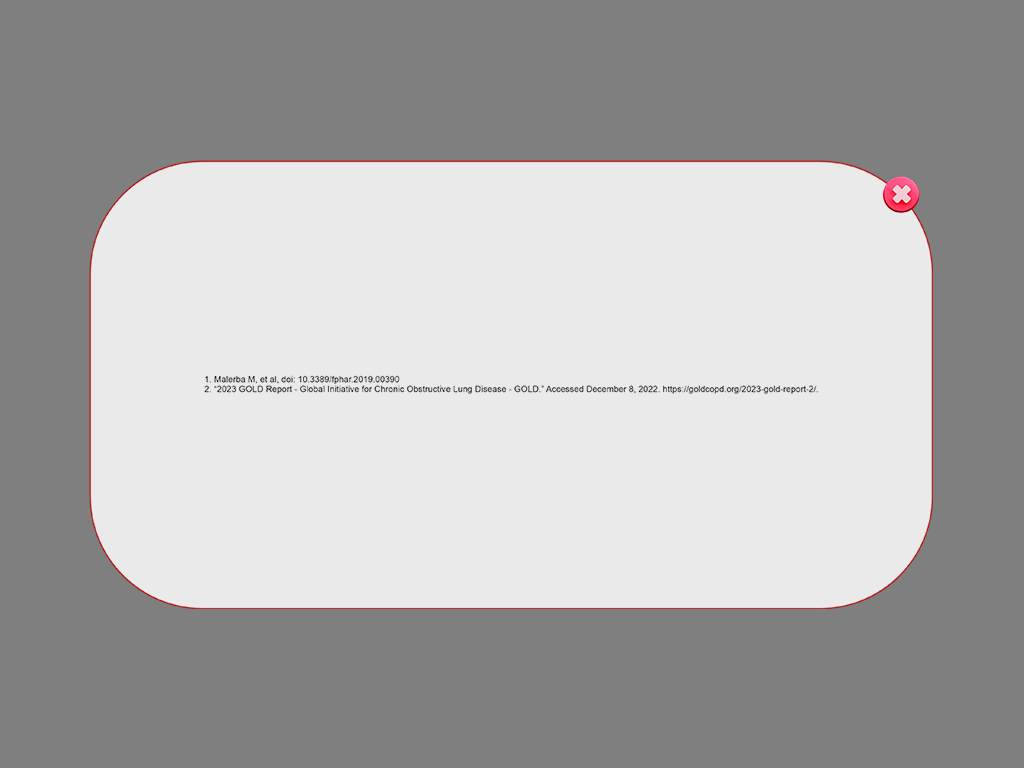 1. Malerba M, et al, doi: 10.3389/fphar.2019.00390
2. “2023 GOLD Report - Global Initiative for Chronic Obstructive Lung Disease - GOLD.” Accessed December 8, 2022. https://goldcopd.org/2023-gold-report-2/.